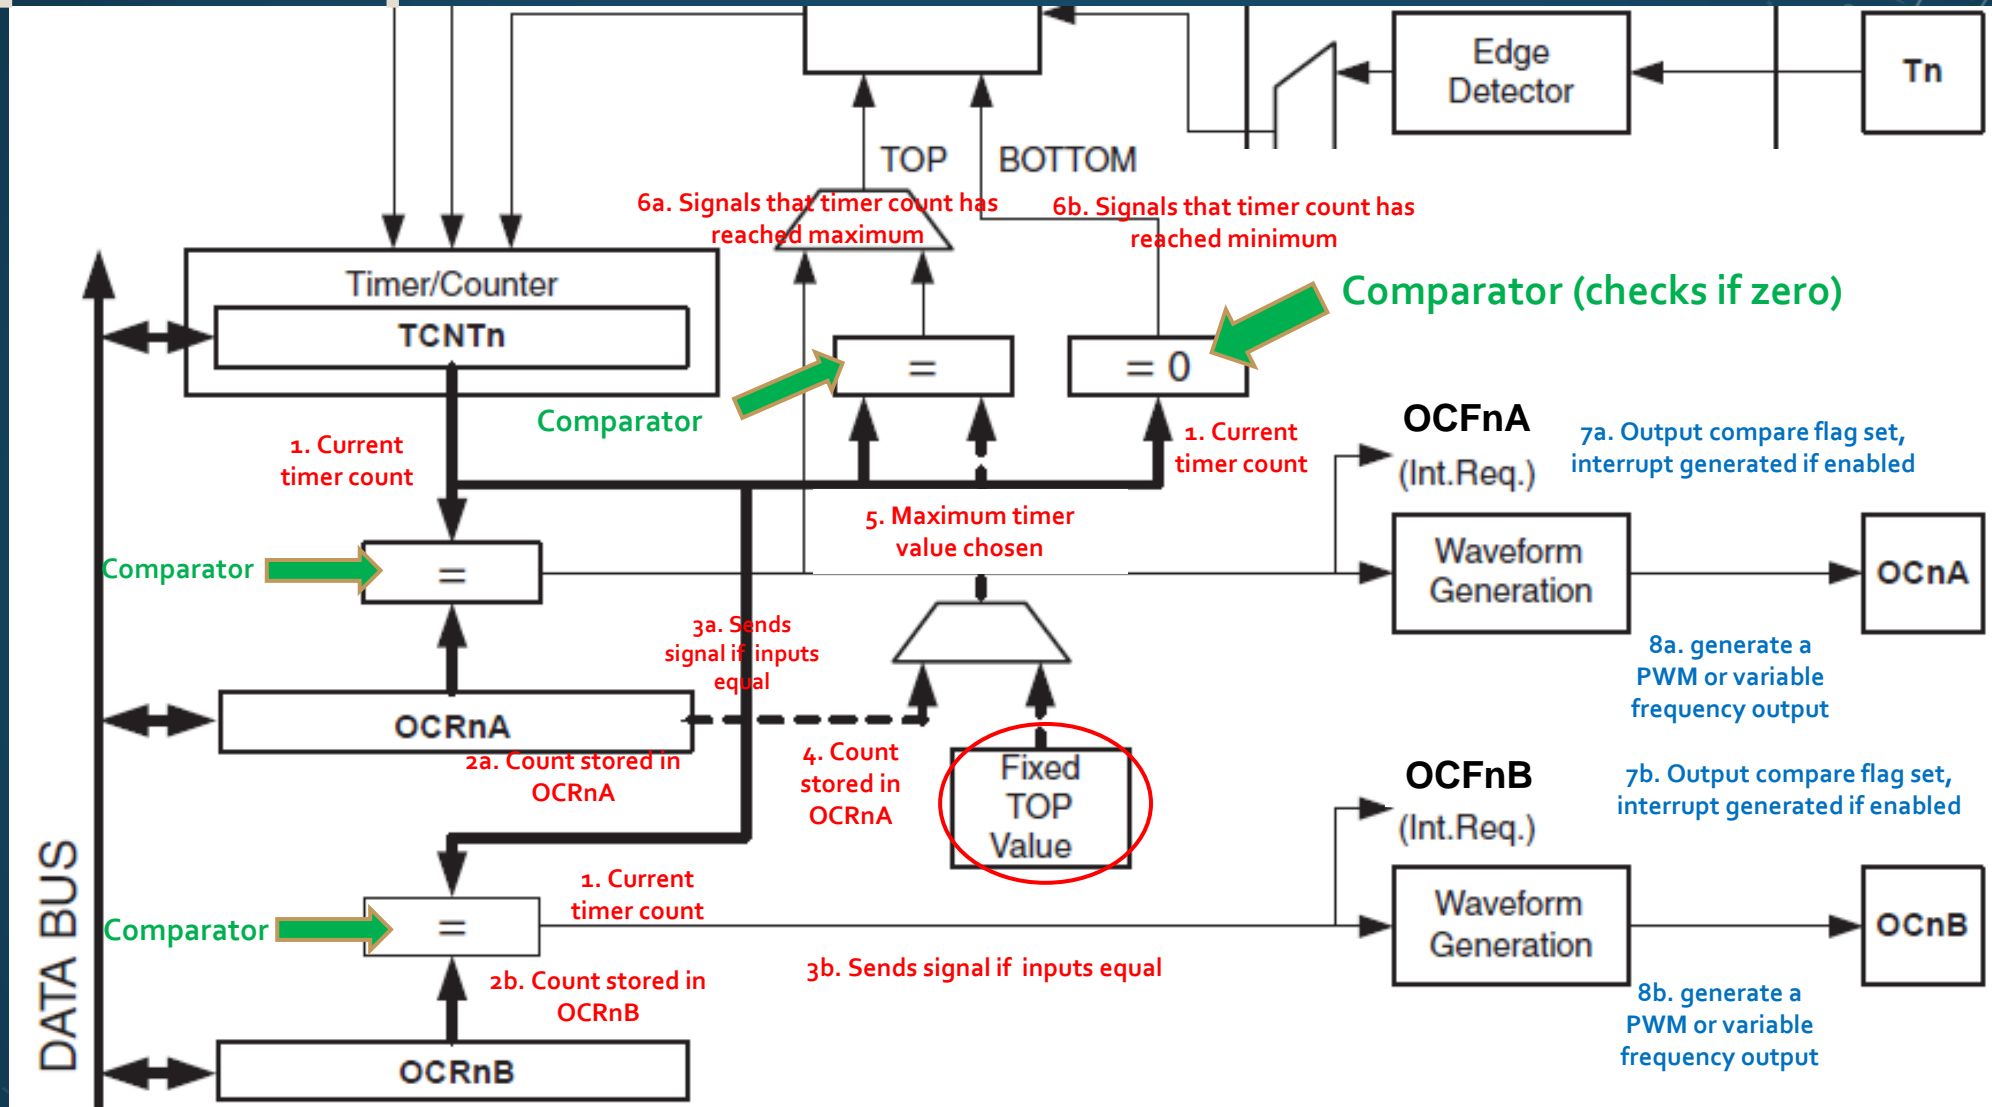 Edge
Detector
Tn
TOP
BOTTOM
6a. Signals that timer count has
reached maximum
6b. Signals that timer count has
reached minimum
Timer/Counter
TCNTn
=
= 0
Comparator (checks if zero)
Comparator
1. Current
timer count
1. Current
timer count
OCFnA
(Int.Req.)
7a. Output compare flag set,
interrupt generated if enabled
5. Maximum timer
value chosen
Comparator
=
Waveform
Generation
OCnA
3a. Sends
signal if inputs
equal
8a. generate a
PWM or variable
frequency output
OCRnA
2a. Count stored in
OCRnA
4. Count
stored in
OCRnA
Fixed
TOP
Value
OCFnB
(Int.Req.)
7b. Output compare flag set,
interrupt generated if enabled
DATA BUS
1. Current
timer count
Comparator
=
Waveform
Generation
OCnB
2b. Count stored in
OCRnB
3b. Sends signal if inputs equal
8b. generate a
PWM or variable
frequency output
OCRnB